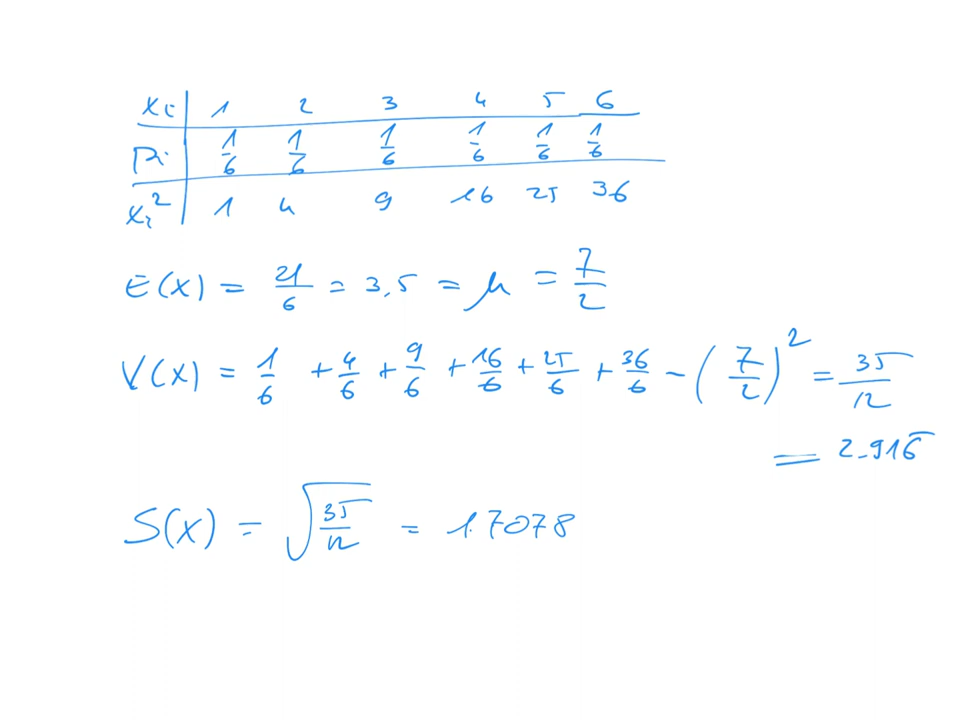 xi | 1 2 3 4 5 6
Pi | 1/6 1/6 1/6 1/6 1/6 1/6
xi² | 1 4 9 16 25 36
E(X) = 21/6 = 3,5 = μ = 7/2
V(X) = 1/6 + 4/6 + 9/6 + 16/6 + 25/6 + 36/6 - (7/2)² = 35/12
= 2.916̅
S(X) = √(35/12) = 1.7078